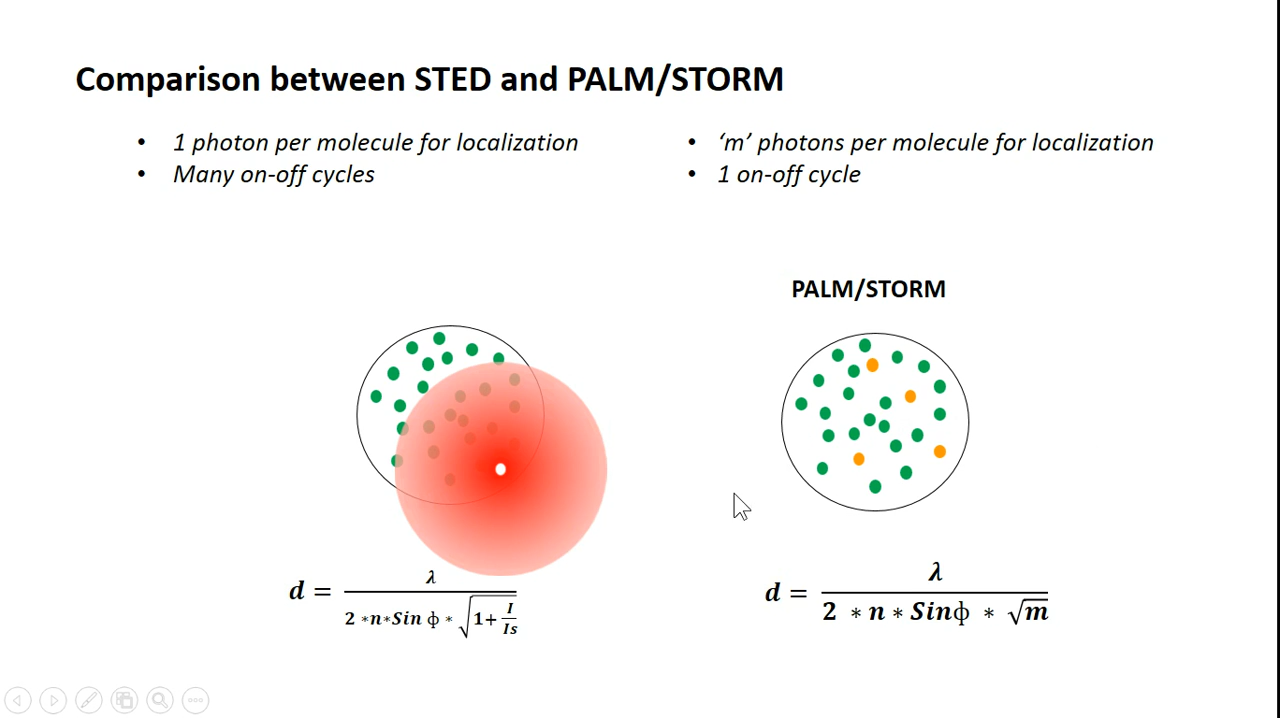 Comparison between STED and PALM/STORM
• 1 photon per molecule for localization
• Many on-off cycles
• ‘m’ photons per molecule for localization
• 1 on-off cycle
PALM/STORM
d = λ / (2 *n*Sin ф * √(1+ I/Is))
d = λ / (2 * n * Sinф * √m)